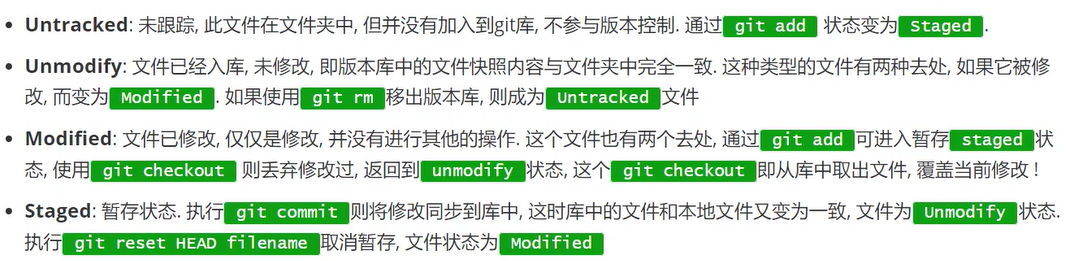 • Untracked: 未跟踪, 此文件在文件夹中, 但并没有加入到git库, 不参与版本控制. 通过 git add 状态变为 Staged .
• Unmodify: 文件已经入库, 未修改, 即版本库中的文件快照内容与文件夹中完全一致. 这种类型的文件有两种去处, 如果它被修
改, 而变为 Modified . 如果使用 git rm 移出版本库, 则成为 Untracked 文件
• Modified: 文件已修改, 仅仅是修改, 并没有进行其他的操作. 这个文件也有两个去处, 通过 git add 可进入暂存 staged 状
态, 使用 git checkout 则丢弃修改过, 返回到 unmodify 状态, 这个 git checkout 即从库中取出文件, 覆盖当前修改 !
• Staged: 暂存状态. 执行 git commit 则将修改同步到库中, 这时库中的文件和本地文件又变为一致, 文件为 Unmodify 状态.
执行 git reset HEAD filename 取消暂存, 文件状态为 Modified